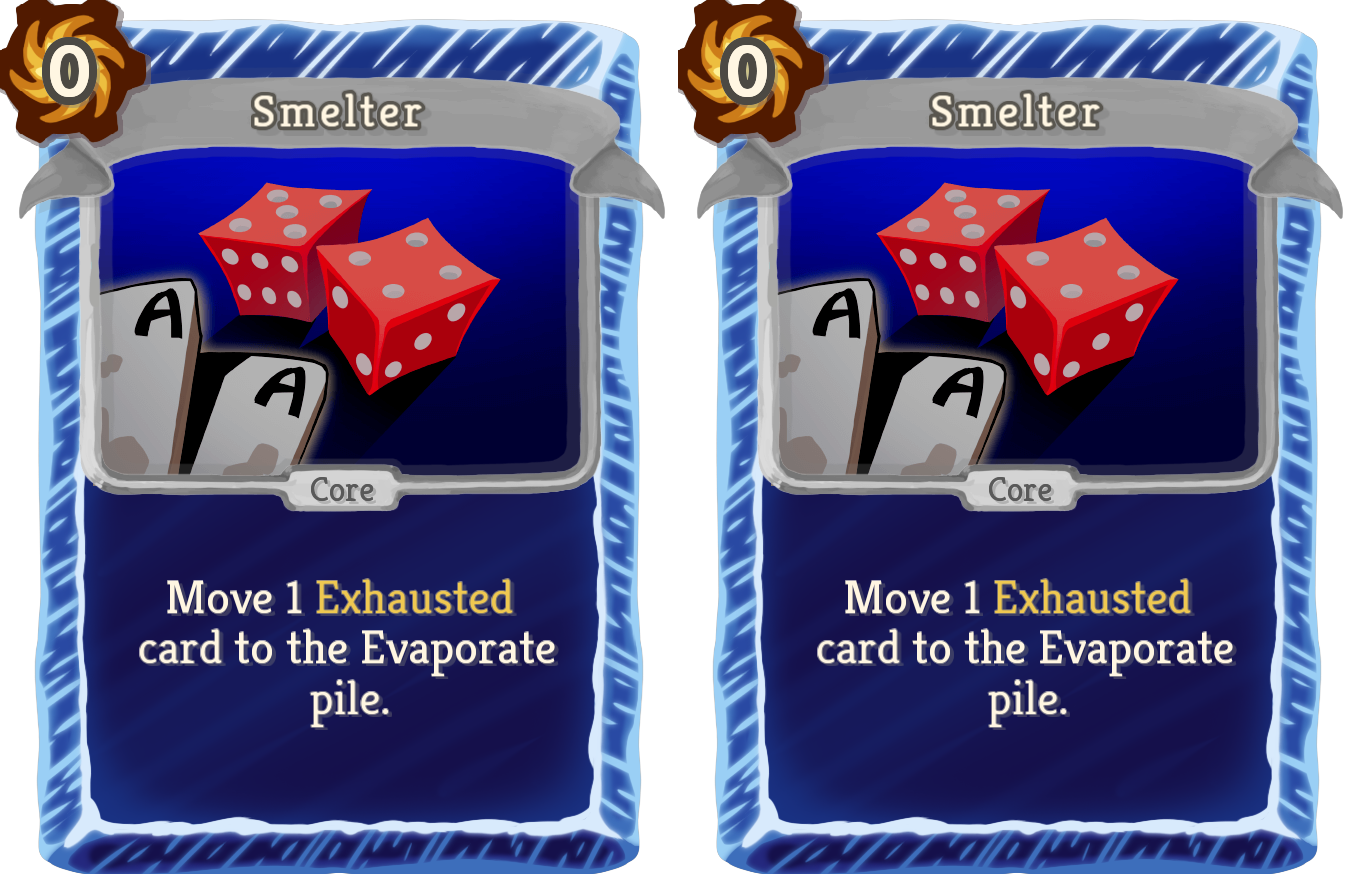 0
Smelter
A
A
Core
Move 1 Exhausted
card to the Evaporate
pile.
0
Smelter
A
A
Core
Move 1 Exhausted
card to the Evaporate
pile.